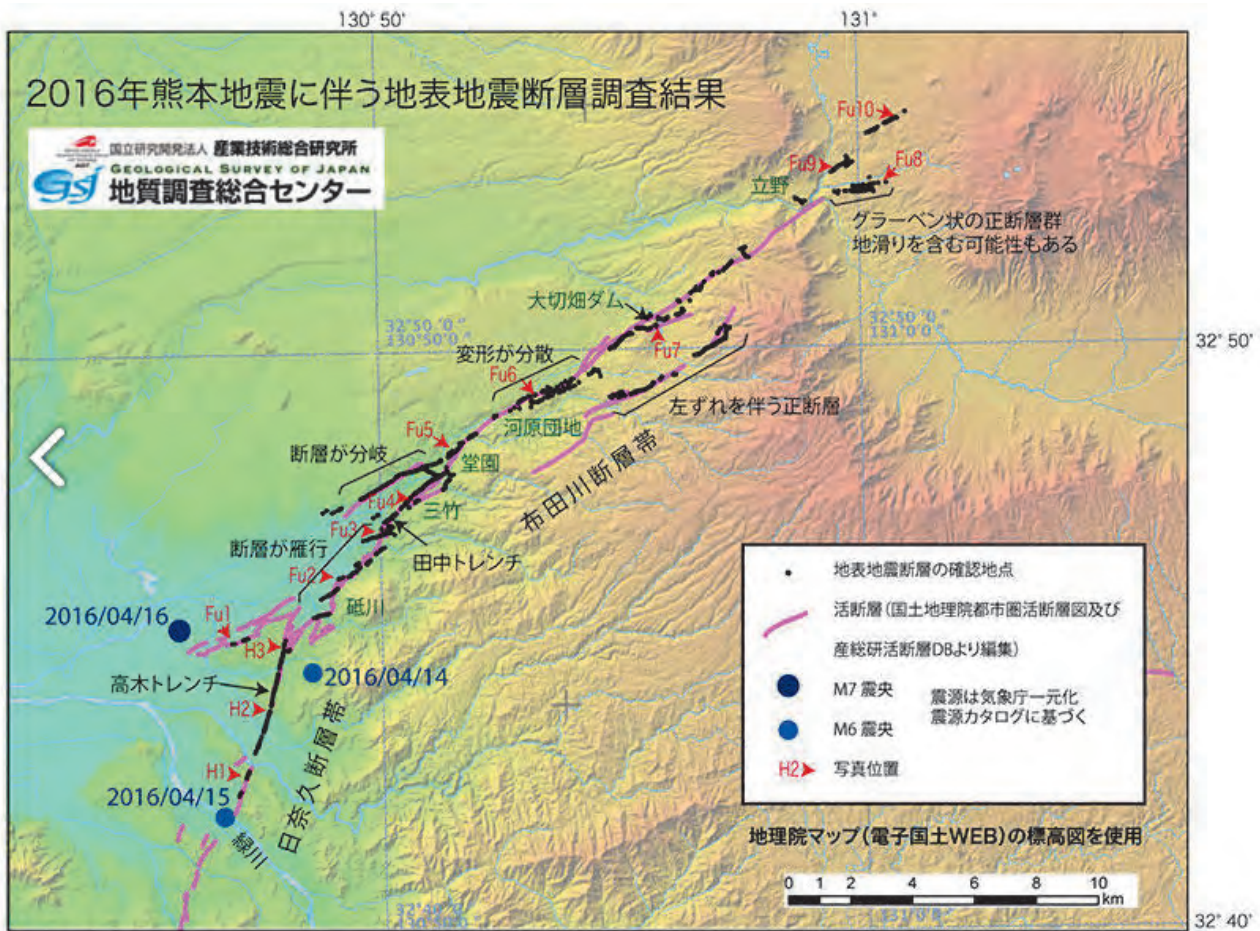 130° 50'
131°
2016年熊本地震に伴う地表地震断層調査結果
国立研究開発法人 産業技術総合研究所
GEOLOGICAL SURVEY OF JAPAN
GSJ 地質調査総合センター
Fu10
Fu9
Fu8
立野
グラーベン状の正断層群
地滑りを含む可能性もある
大切畑ダム
32°50'0"
130°50'0"
32°50'0"
131°0'0"
32° 50'
変形が分散
Fu7
Fu6
左ずれを伴う正断層
河原団地
Fu5
断層が分岐
堂園
布田川断層帯
Fu4
三竹
Fu3
断層が雁行
田中トレンチ
Fu2
砥川
2016/04/16
Fu1
H3
2016/04/14
高木トレンチ
H2
日奈久断層帯
H1
2016/04/15
緑川
地表地震断層の確認地点
活断層(国土地理院都市圏活断層図及び
産総研活断層DBより編集)
M7 震央
震源は気象庁一元化
震源カタログに基づく
M6 震央
H2 写真位置
地理院マップ(電子国土WEB)の標高図を使用
0 1 2 4 6 8 10
km
32° 40'